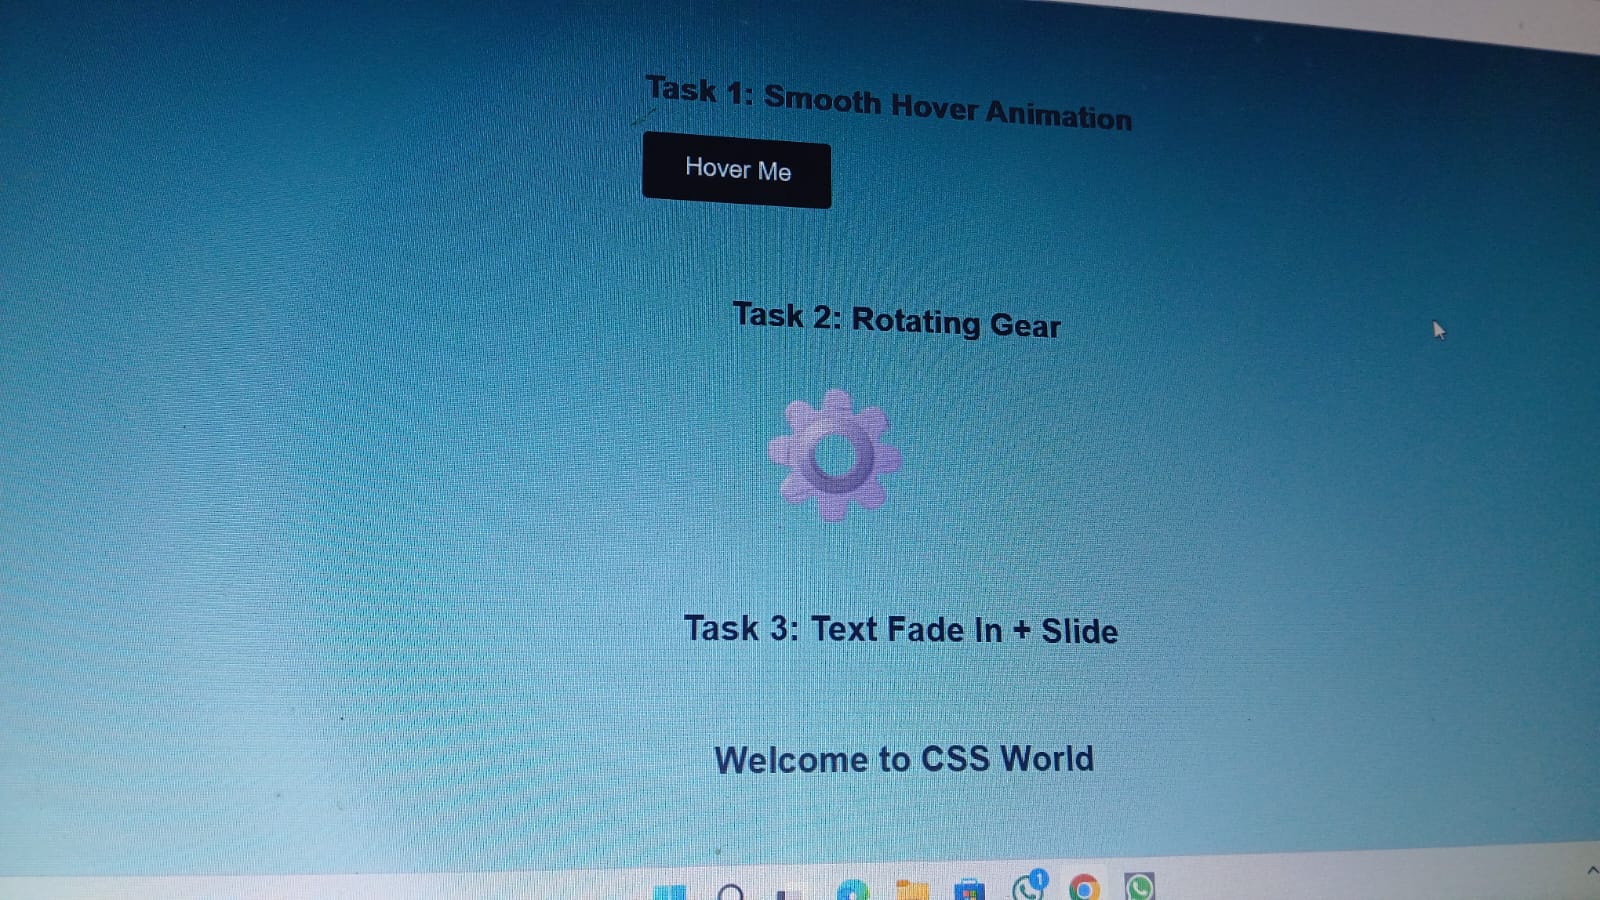 Task 1: Smooth Hover Animation
Hover Me
Task 2: Rotating Gear
Task 3: Text Fade In + Slide
Welcome to CSS World
1